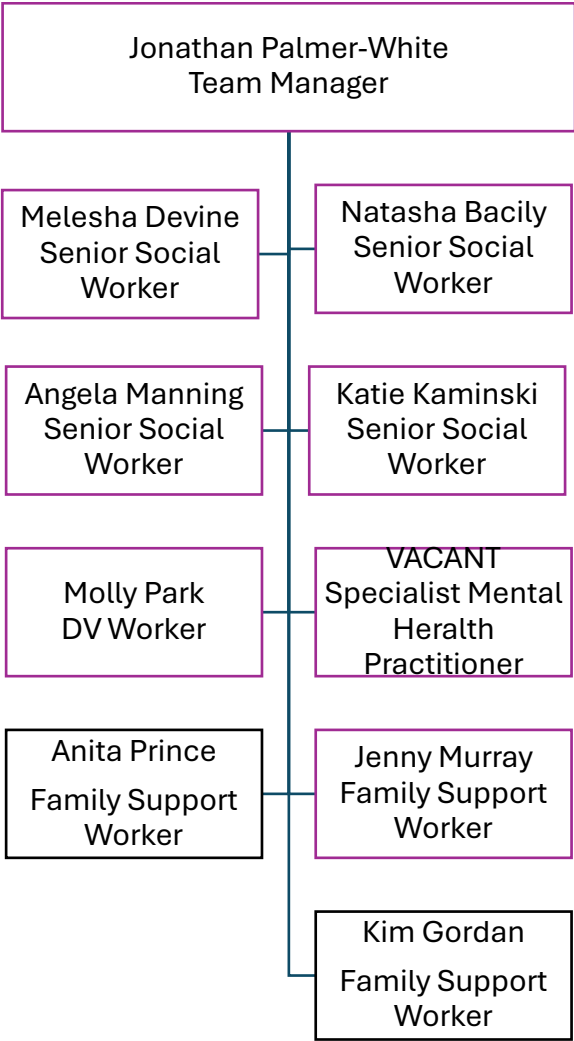 Jonathan Palmer-White
Team Manager
Melesha Devine
Senior Social
Worker
Natasha Bacily
Senior Social
Worker
Angela Manning
Senior Social
Worker
Katie Kaminski
Senior Social
Worker
Molly Park
DV Worker
VACANT
Specialist Mental
Heralth
Practitioner
Anita Prince
Family Support
Worker
Jenny Murray
Family Support
Worker
Kim Gordan
Family Support
Worker